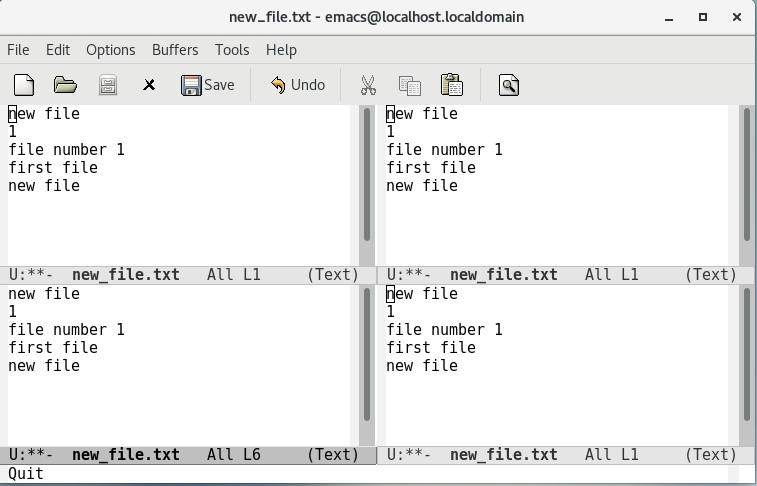 new_file.txt - emacs@localhost.localdomain
File Edit Options Buffers Tools Help
Save Undo
new file
1
file number 1
first file
new file
U:**- new_file.txt All L1 (Text)
new file
1
file number 1
first file
new file
U:**- new_file.txt All L1 (Text)
new file
1
file number 1
first file
new file
U:**- new_file.txt All L6 (Text)
new file
1
file number 1
first file
new file
U:**- new_file.txt All L1 (Text)
Quit